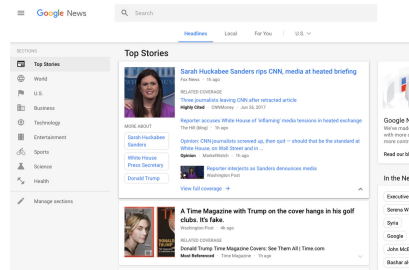 Google News
Search
Headlines
Local
For You
U.S.
SECTIONS
Top Stories
World
U.S.
Business
Technology
Entertainment
Sports
Science
Health
Manage sections
Top Stories
Sarah Huckabee Sanders rips CNN, media at heated briefing
Fox News · 1h ago
RELATED COVERAGE
Three journalists leaving CNN after retracted article
Highly Cited · CNNMoney · Jun 26, 2017
Reporter accuses White House of 'inflaming' media tensions in heated exchange
The Hill (blog) · 1h ago
Opinion: CNN journalists screwed up, then quit — should that be the standard at
White House, on Wall Street and in ...
Opinion · MarketWatch · 1h ago
Reporter interjects as Sanders denounces media
Washington Post
View full coverage
MORE ABOUT
Sarah Huckabee
Sanders
White House
Press Secretary
Donald Trump
A Time Magazine with Trump on the cover hangs in his golf
clubs. It's fake.
Washington Post · 4h ago
RELATED COVERAGE
Donald Trump Time Magazine Covers: See Them All | Time.com
Most Referenced · Time Magazine · 1h ago
Google N
We've made
with more
more contr
Read our bl
In the Ne
Executive
Serena W
Syria
Google
John McE
Bashar al-